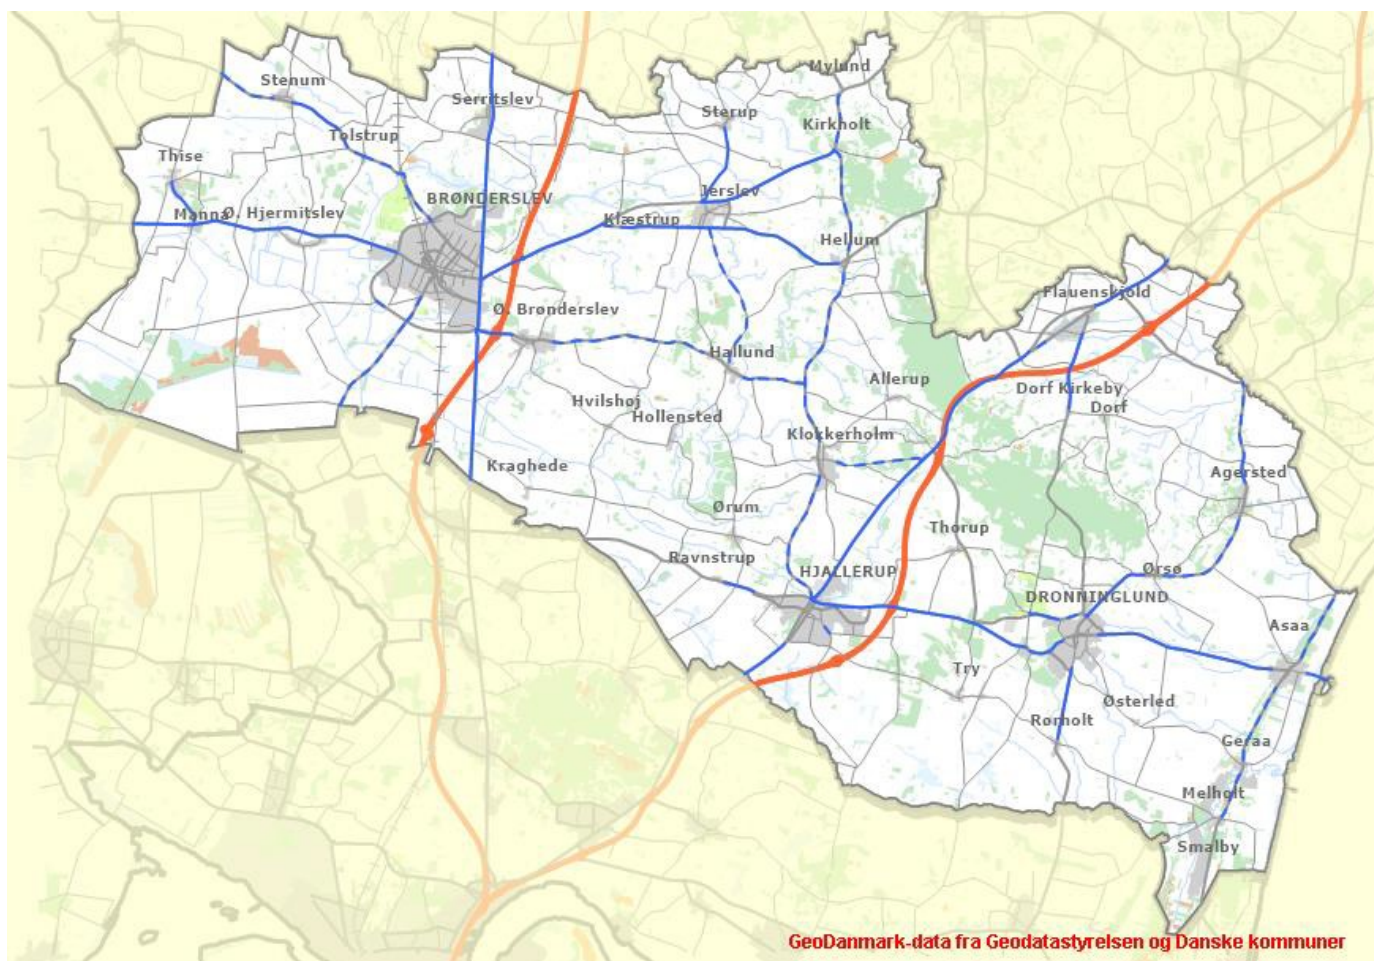 Mylund
Stenum
Serritslev
Sterup
Kirkholt
Tolstrup
Thise
Jerslev
BRØNDERSLEV
Manna
Ø. Hjermitslev
Klæstrup
Hellum
Flauenskjold
Ø. Brønderslev
Hallund
Allerup
Dorf Kirkeby
Hvilshøj
Dorf
Hollensted
Klokkerholm
Kraghede
Agersted
Ørum
Thorup
Ravnstrup
Ørsø
HJALLERUP
DRONNINGLUND
Asaa
Try
Østerled
Rømolt
Geraa
Melholt
Smalby
GeoDanmark-data fra Geodatastyrelsen og Danske kommuner